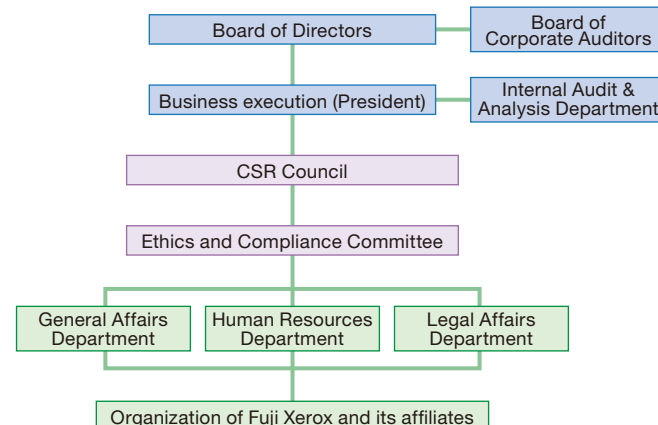 Board of Directors
Board of
Corporate Auditors
Business execution (President)
Internal Audit &
Analysis Department
CSR Council
Ethics and Compliance Committee
General Affairs
Department
Human Resources
Department
Legal Affairs
Department
Organization of Fuji Xerox and its affiliates